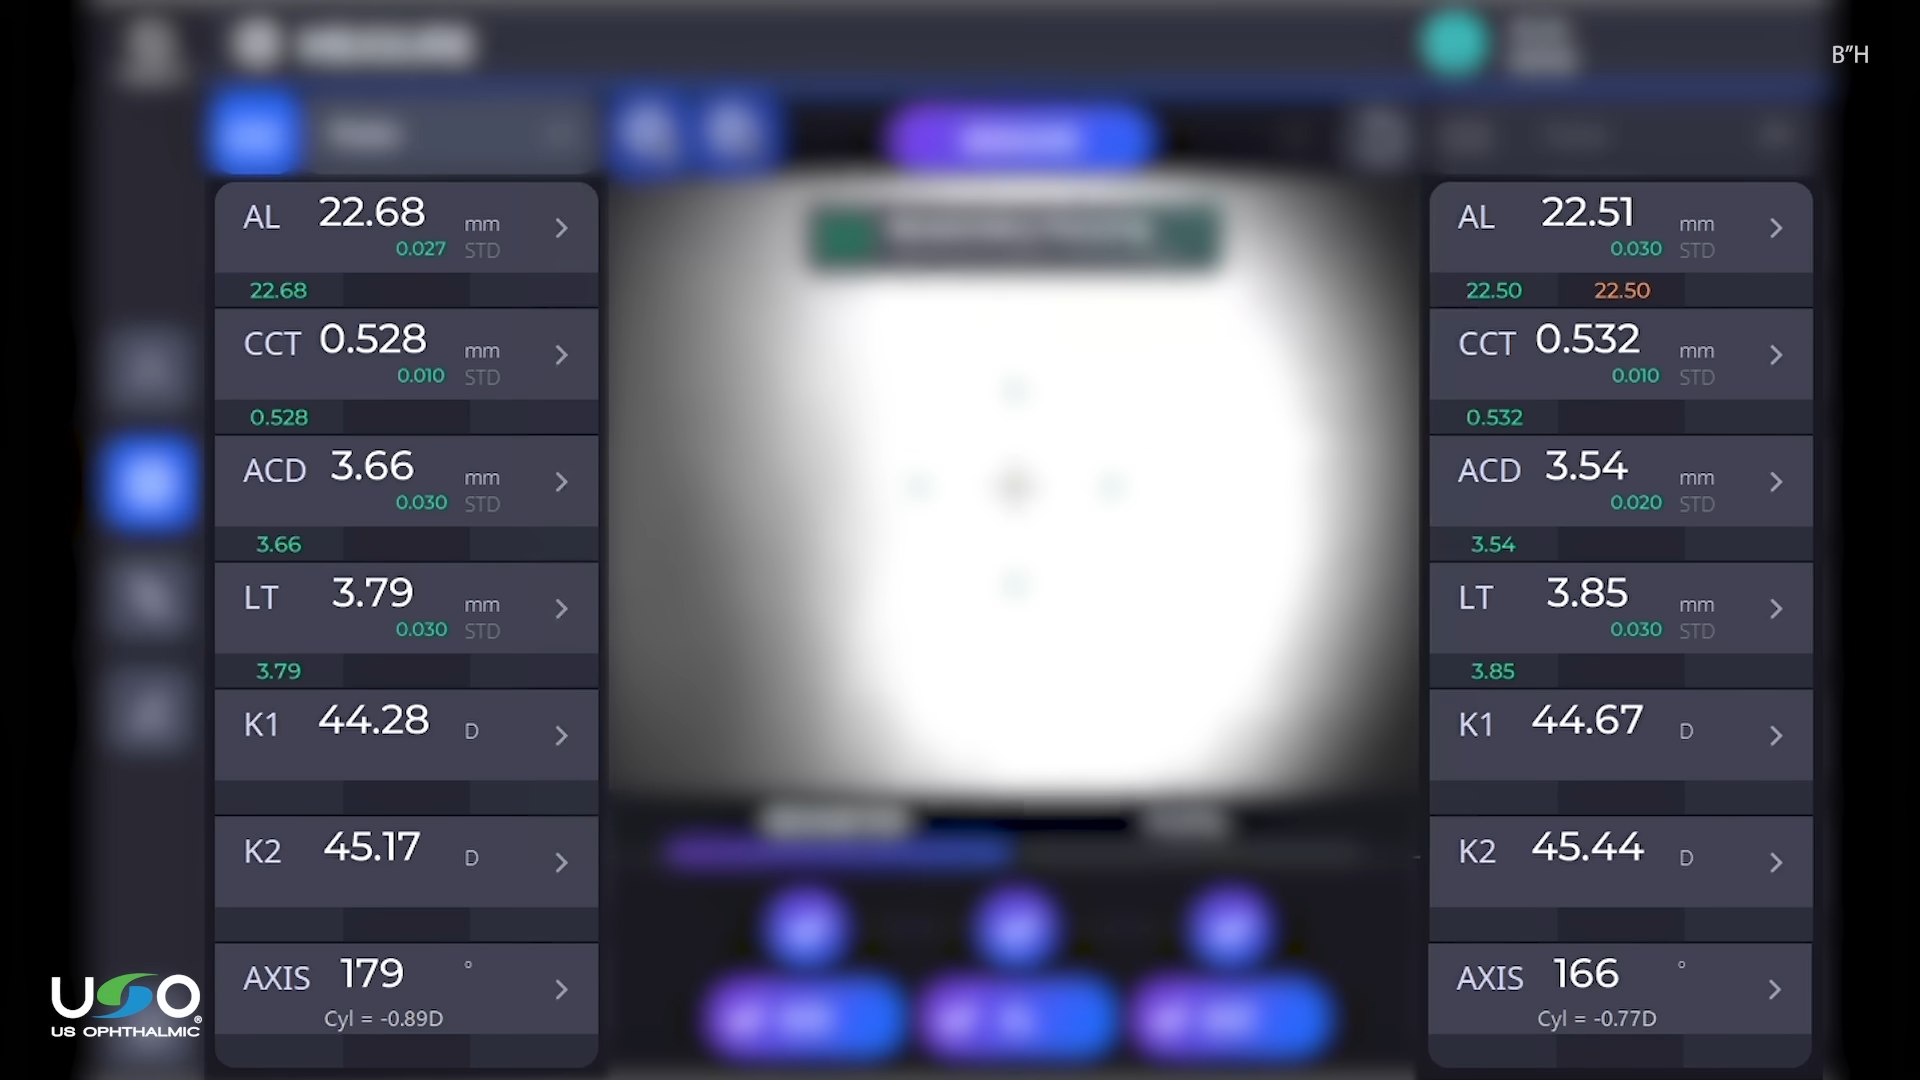 B"H
AL 22.68 mm
0.027 STD
22.68
CCT 0.528 mm
0.010 STD
0.528
ACD 3.66 mm
0.030 STD
3.66
LT 3.79 mm
0.030 STD
3.79
K1 44.28 D
K2 45.17 D
AXIS 179 °
Cyl = -0.89D
AL 22.51 mm
0.030 STD
22.50 22.50
CCT 0.532 mm
0.010 STD
0.532
ACD 3.54 mm
0.020 STD
3.54
LT 3.85 mm
0.030 STD
3.85
K1 44.67 D
K2 45.44 D
AXIS 166 °
Cyl = -0.77D
USO®
US OPHTHALMIC